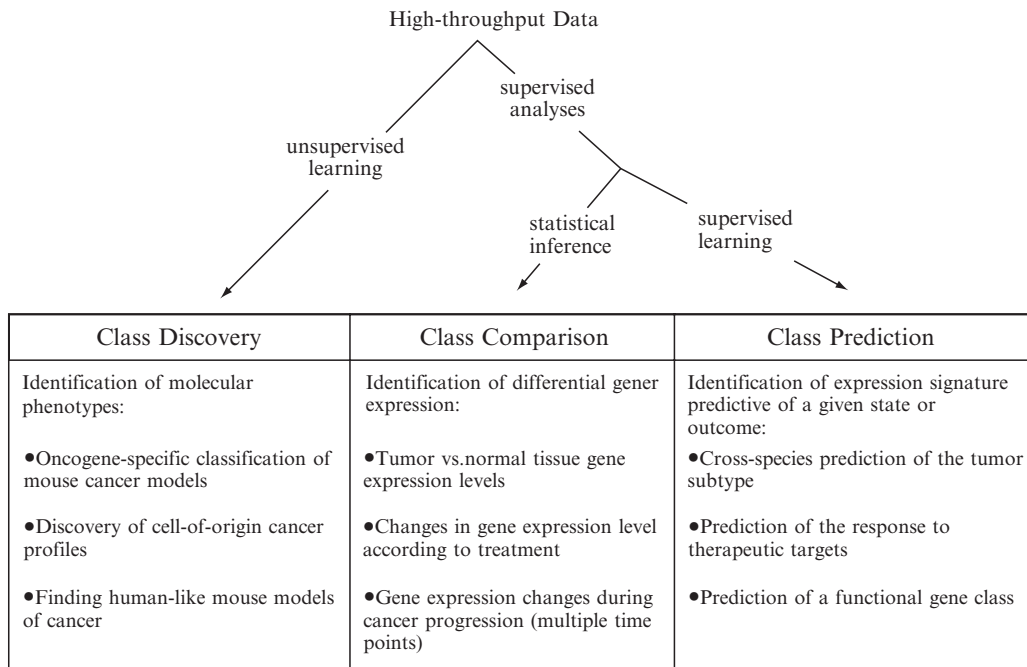 High-throughput Data
supervised
analyses
unsupervised
learning
statistical
inference
supervised
learning
Class Discovery
Class Comparison
Class Prediction
Identification of molecular
phenotypes:
●Oncogene-specific classification of
mouse cancer models
●Discovery of cell-of-origin cancer
profiles
●Finding human-like mouse models
of cancer
Identification of differential gener
expression:
●Tumor vs.normal tissue gene
expression levels
●Changes in gene expression level
according to treatment
●Gene expression changes during
cancer progression (multiple time
points)
Identification of expression signature
predictive of a given state or
outcome:
●Cross-species prediction of the tumor
subtype
●Prediction of the response to
therapeutic targets
●Prediction of a functional gene class